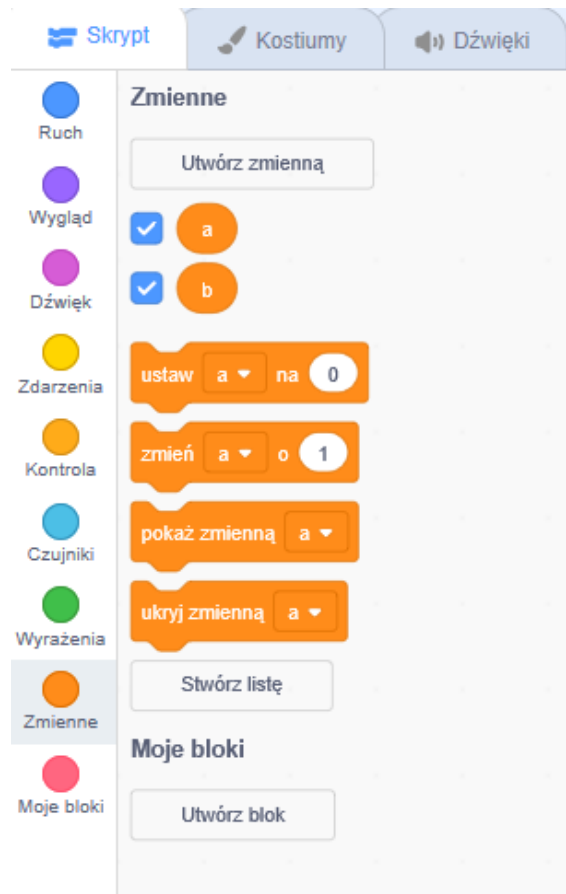 Skrypt
Kostiumy
Dźwięki
Ruch
Wygląd
Dźwięk
Zdarzenia
Kontrola
Czujniki
Wyrażenia
Zmienne
Moje bloki
Zmienne
Utwórz zmienną
a
b
ustaw a na 0
zmień a o 1
pokaż zmienną a
ukryj zmienną a
Stwórz listę
Moje bloki
Utwórz blok